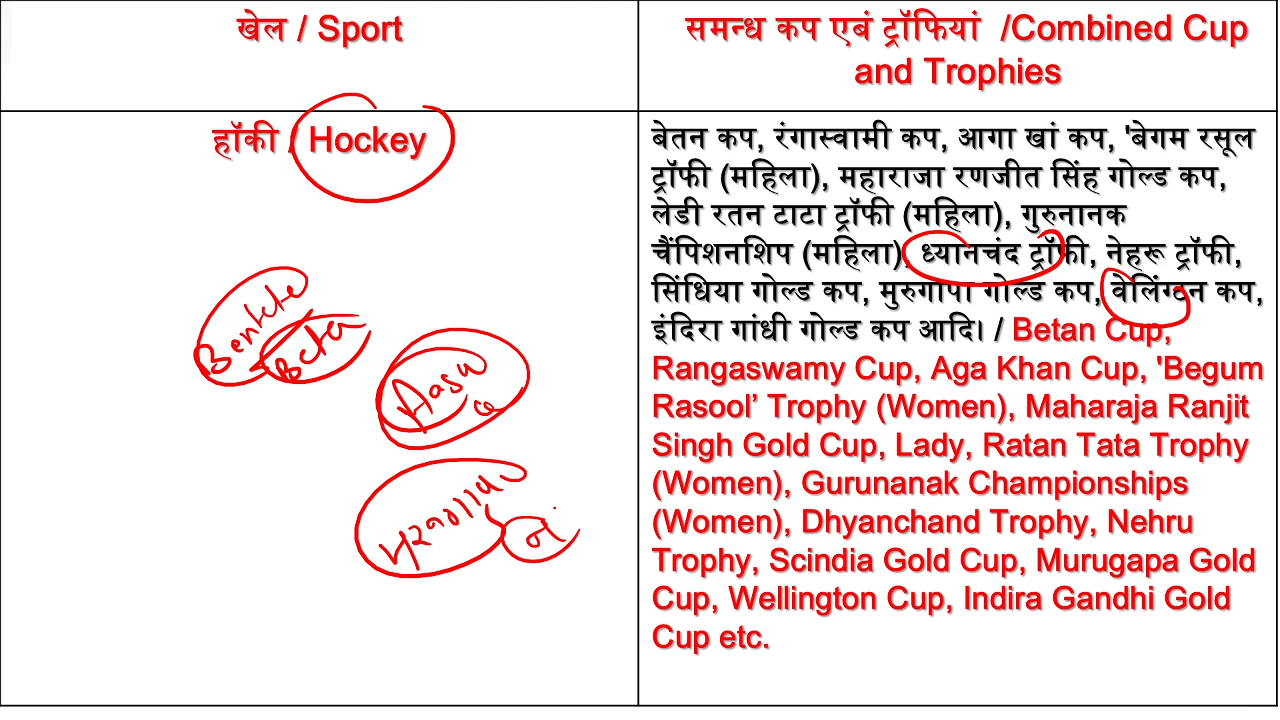 खेल / Sport
समन्ध कप एबं ट्रॉफियां /Combined Cup
and Trophies
हॉकी / Hockey
बेतन कप, रंगास्वामी कप, आगा खां कप, 'बेगम रसूल
ट्रॉफी (महिला), महाराजा रणजीत सिंह गोल्ड कप,
लेडी रतन टाटा ट्रॉफी (महिला), गुरुनानक
चैंपिशनशिप (महिला), ध्यानचंद ट्रॉफी, नेहरू ट्रॉफी,
सिंधिया गोल्ड कप, मुरुगापा गोल्ड कप, कप,
इंदिरा गांधी गोल्ड कप आदि। / Betan Cup,
Rangaswamy Cup, Aga Khan Cup, 'Begum
Rasool’ Trophy (Women), Maharaja Ranjit
Singh Gold Cup, Lady, Ratan Tata Trophy
(Women), Gurunanak Championships
(Women), Dhyanchand Trophy, Nehru
Trophy, Scindia Gold Cup, Murugapa Gold
Cup, Wellington Cup, Indira Gandhi Gold
Cup etc.